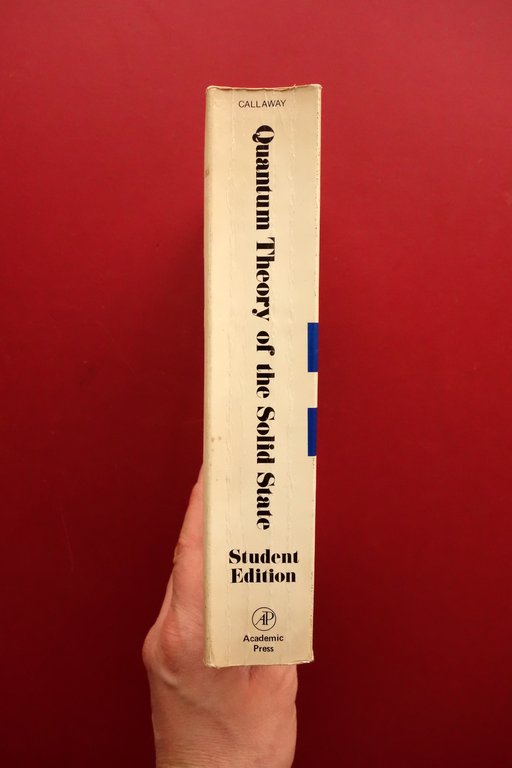 CALLAWAY
Quantum Theory of the Solid State
Student
Edition
AP
Academic
Press